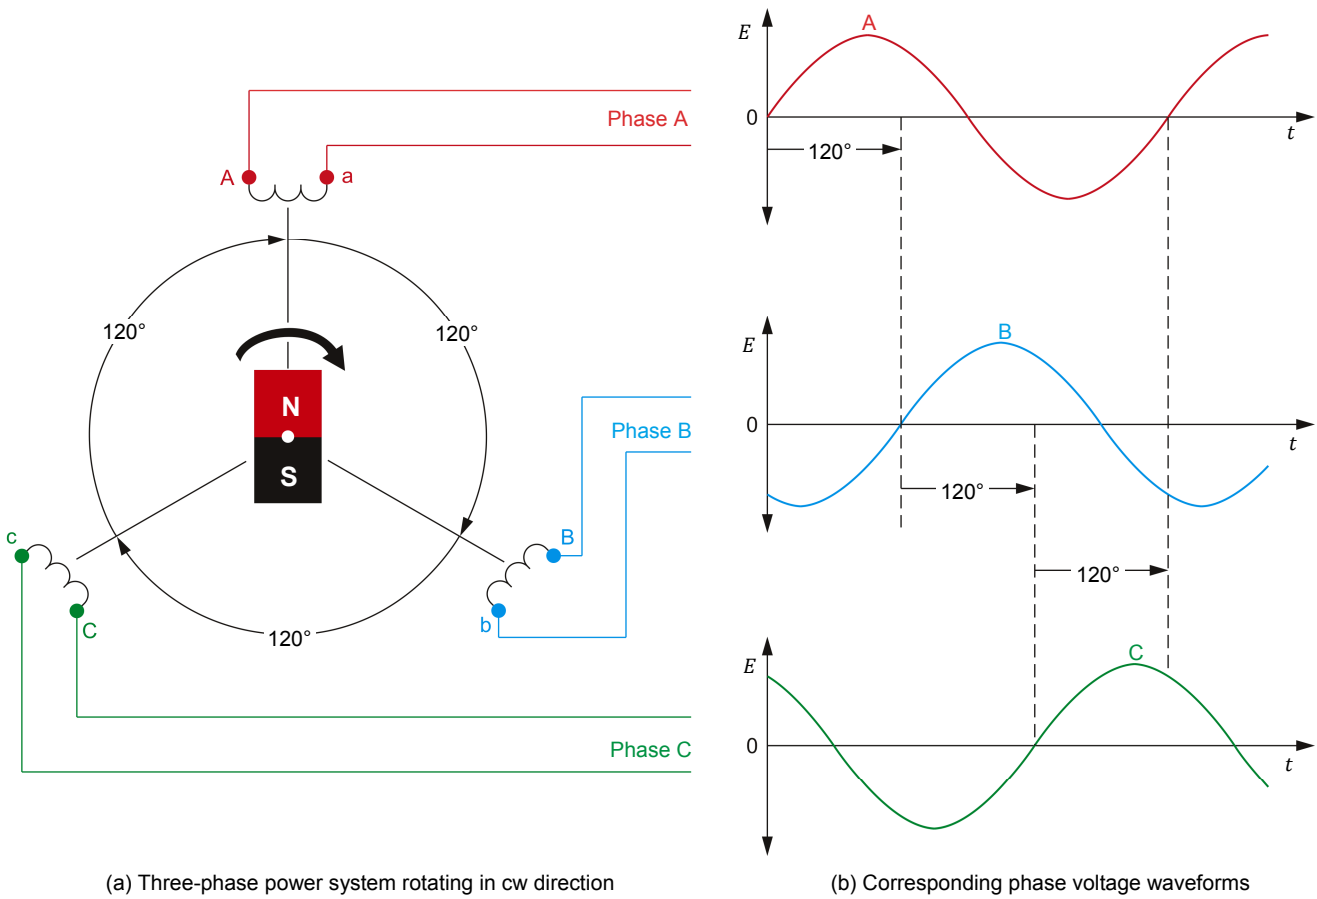 Phase A
A
a
120°
120°
N
S
Phase B
c
B
C
b
120°
Phase C
(a) Three-phase power system rotating in cw direction
E
A
0
t
120°
E
B
0
t
120°
120°
E
C
0
t
(b) Corresponding phase voltage waveforms